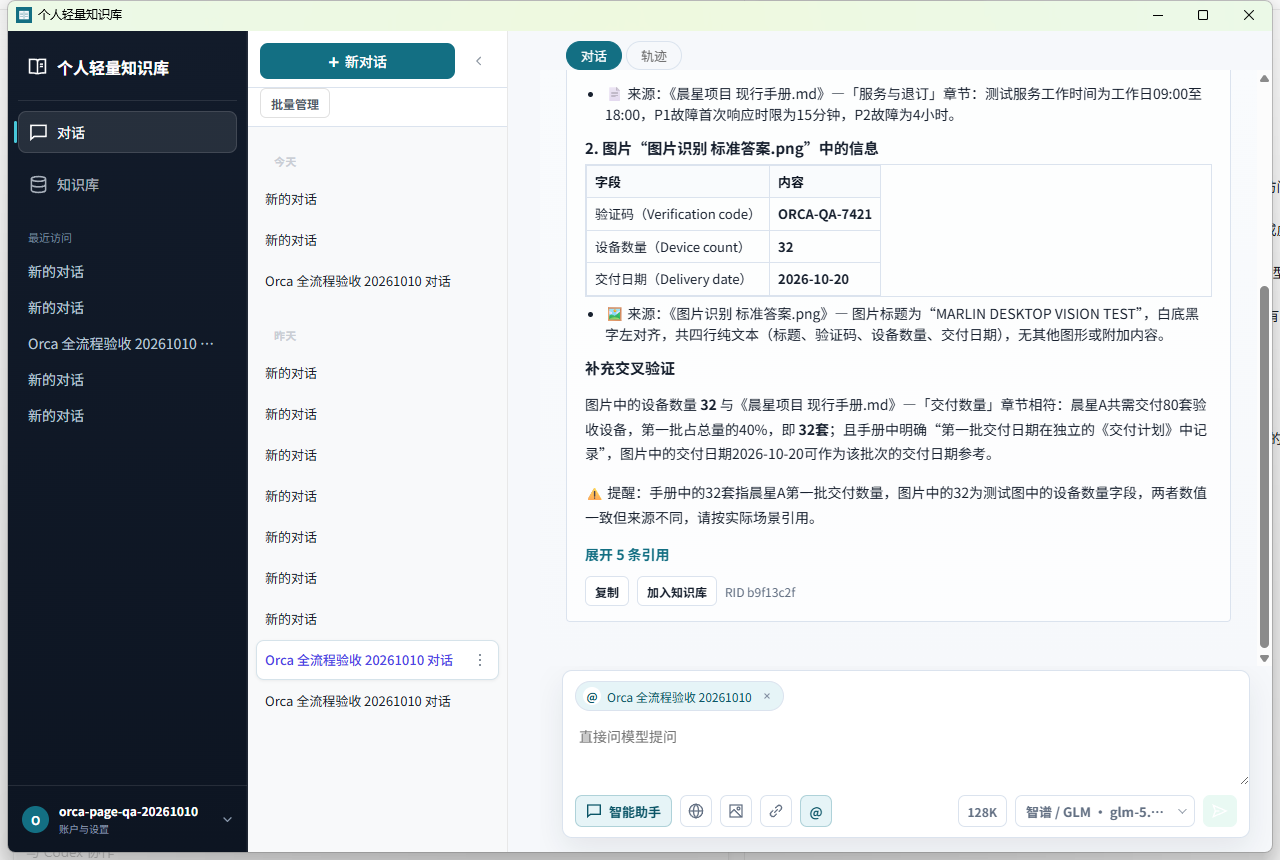 个人轻量知识库
个人轻量知识库
对话
知识库
最近访问
新的对话
新的对话
Orca 全流程验收 20261010 ···
新的对话
新的对话
O
orca-page-qa-20261010
账户与设置
+ 新对话
批量管理
今天
新的对话
新的对话
Orca 全流程验收 20261010 对话
昨天
新的对话
新的对话
新的对话
新的对话
新的对话
新的对话
新的对话
Orca 全流程验收 20261010 对话
Orca 全流程验收 20261010 对话
对话
轨迹
来源：《晨星项目 现行手册.md》—「服务与退订」章节：测试服务工作时间为工作日09:00至
18:00，P1故障首次响应时限为15分钟，P2故障为4小时。
2. 图片“图片识别 标准答案.png”中的信息
字段 内容
验证码（Verification code） ORCA-QA-7421
设备数量（Device count） 32
交付日期（Delivery date） 2026-10-20
来源：《图片识别 标准答案.png》— 图片标题为“MARLIN DESKTOP VISION TEST”，白底黑
字左对齐，共四行纯文本（标题、验证码、设备数量、交付日期），无其他图形或附加内容。
补充交叉验证
图片中的设备数量 32 与《晨星项目 现行手册.md》—「交付数量」章节相符：晨星A共需交付80套验
收设备，第一批占总量的40%，即 32套；且手册中明确“第一批交付日期在独立的《交付计划》中记
录”，图片中的交付日期2026-10-20可作为该批次的交付日期参考。
提醒：手册中的32套指晨星A第一批交付数量，图片中的32为测试图中的设备数量字段，两者数值
一致但来源不同，请按实际场景引用。
展开 5 条引用
复制
加入知识库
RID b9f13c2f
@ Orca 全流程验收 20261010 ×
直接问模型提问
智能助手
@
128K
智谱 / GLM • glm-5.···